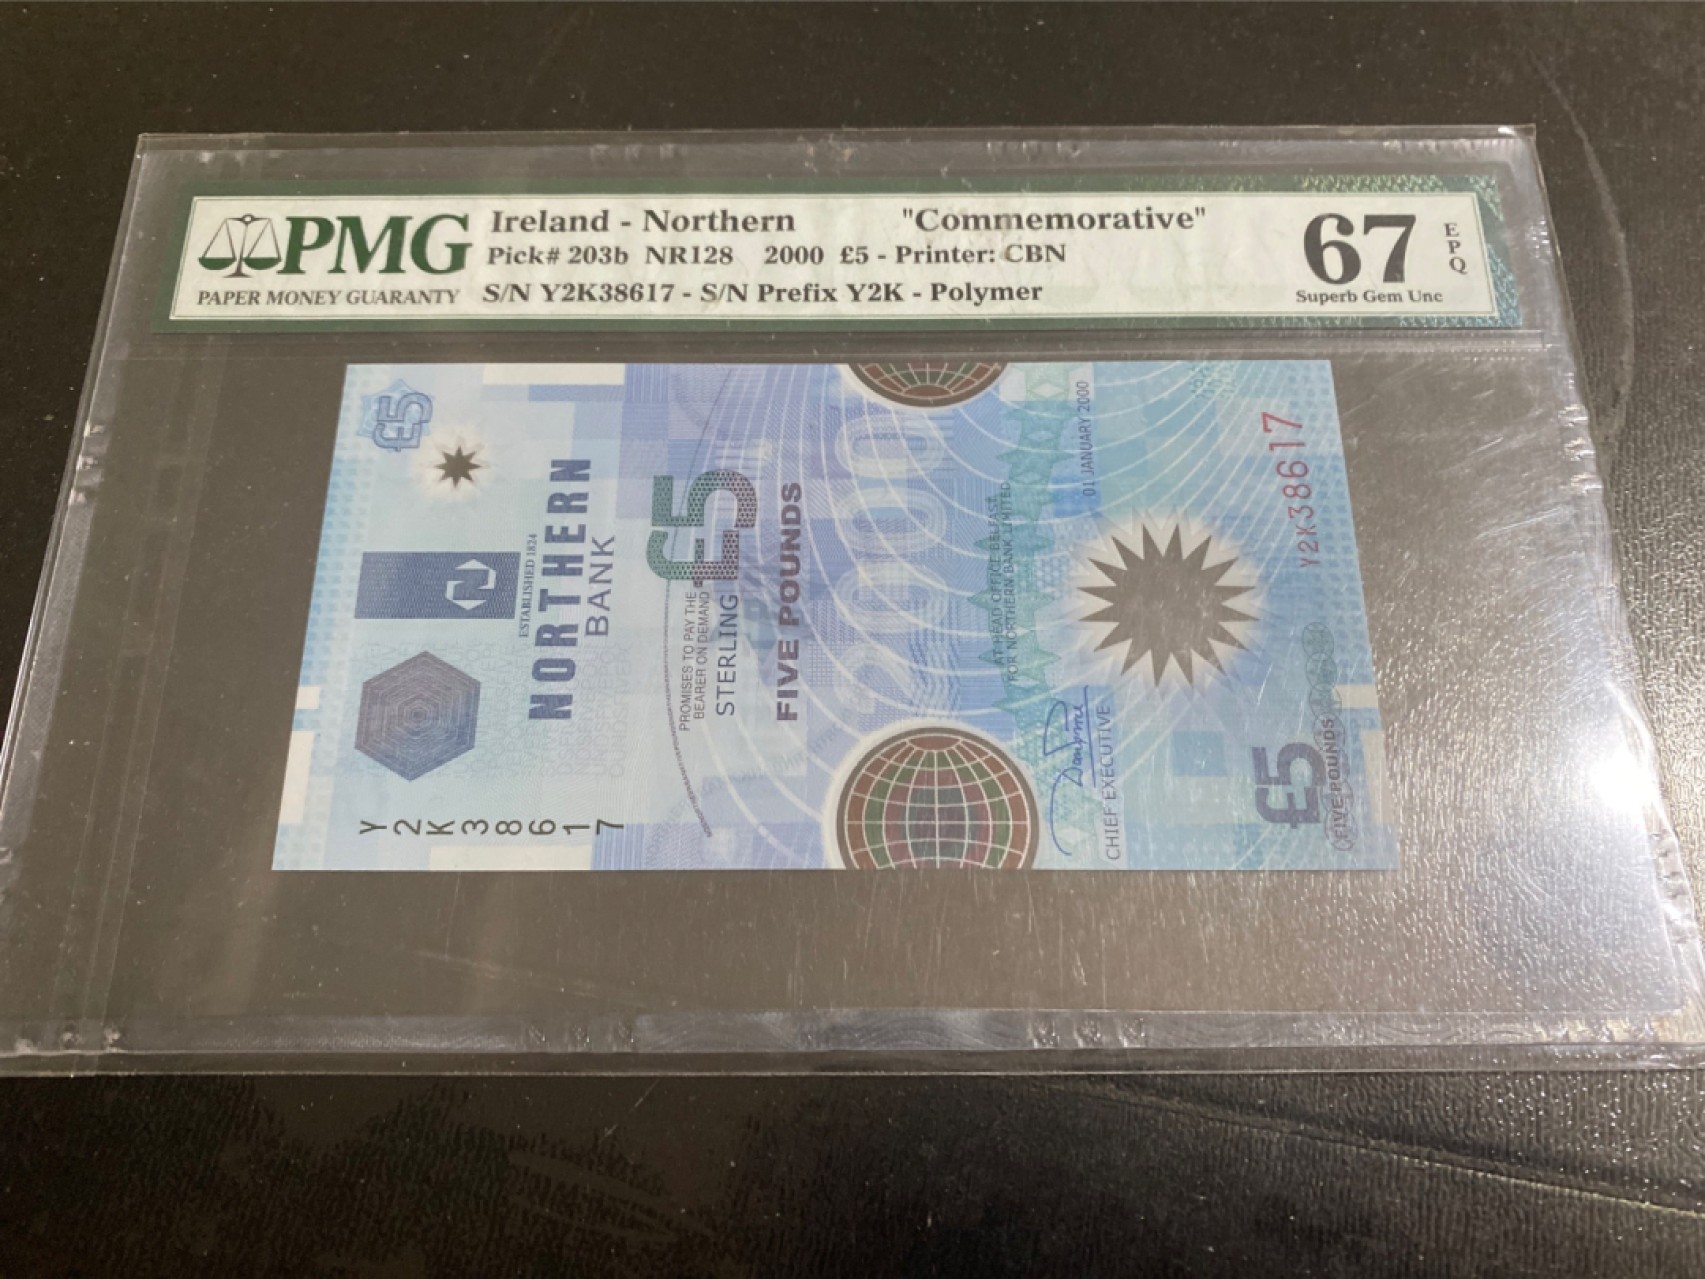 PMG
PAPER MONEY GUARANTY
Ireland - Northern "Commemorative"
Pick# 203b NR128 2000 £5 - Printer: CBN
S/N Y2K38617 - S/N Prefix Y2K - Polymer
67
EPQ
Superb Gem Unc
£5
ESTABLISHED 1824
NORTHERN
BANK
Y2K38617
£5
PROMISES TO PAY THE
BEARER ON DEMAND
STERLING
FIVE POUNDS
2000
AT HEAD OFFICE BELFAST
FOR NORTHERN BANK LIMITED
01 JANUARY 2000
CHIEF EXECUTIVE
Y2K38617
£5
FIVE POUNDS